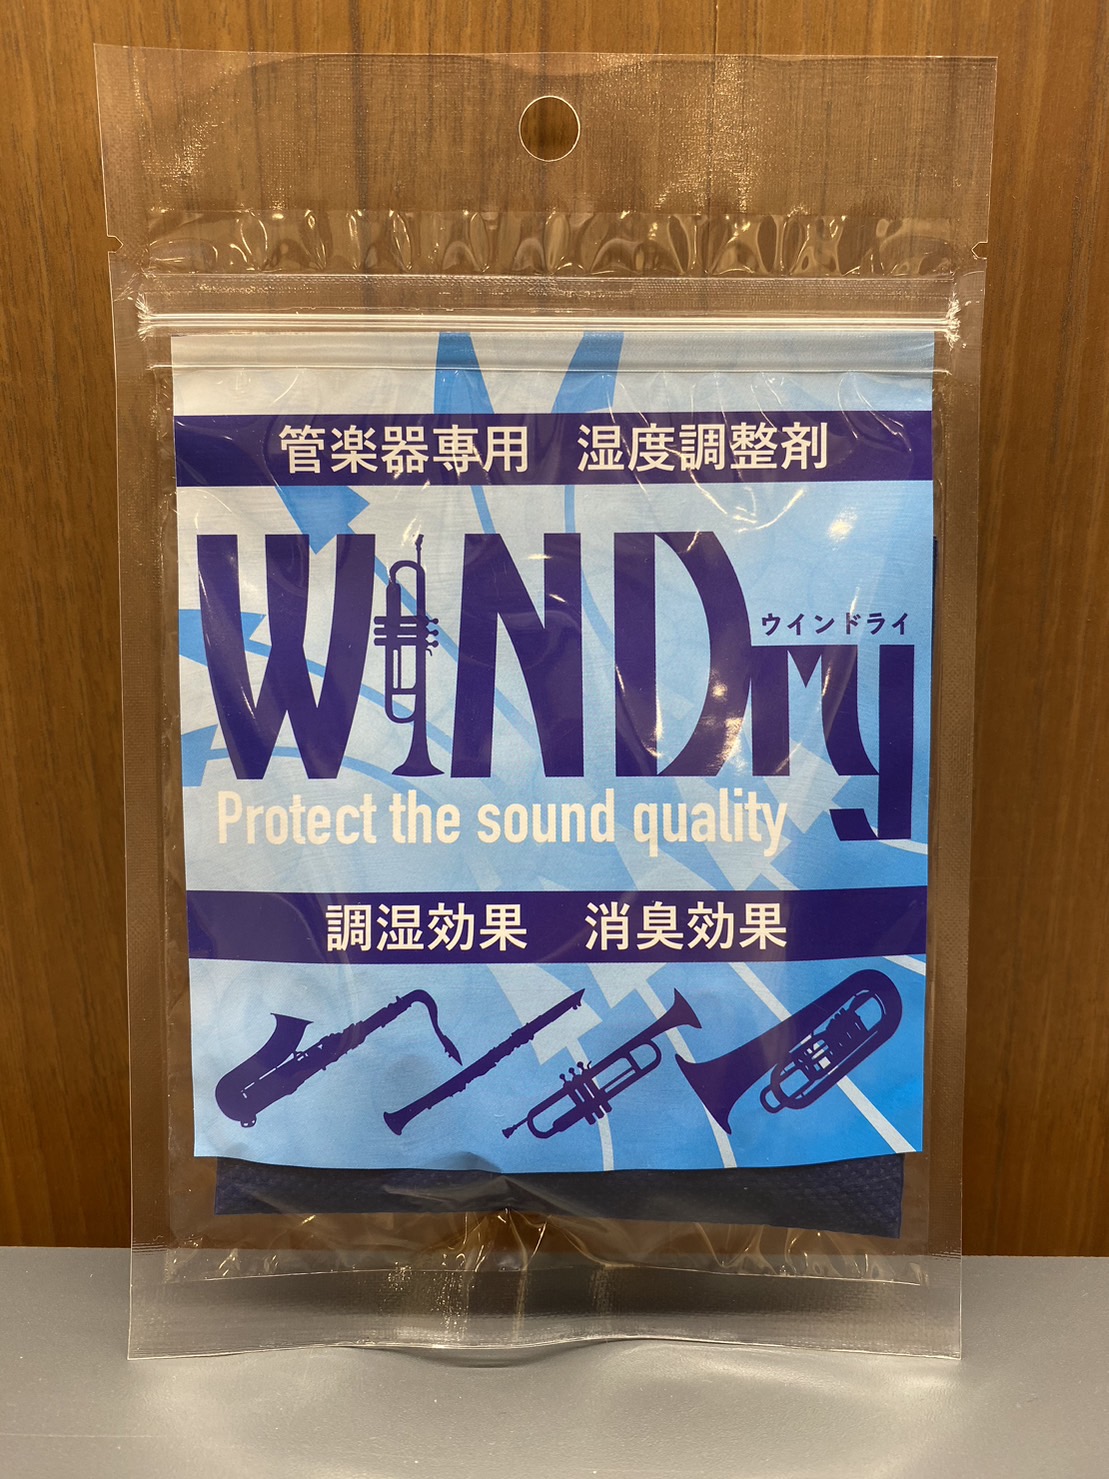 管楽器専用　湿度調整剤
WINDry
ウインドライ
Protect the sound quality
調湿効果　消臭効果